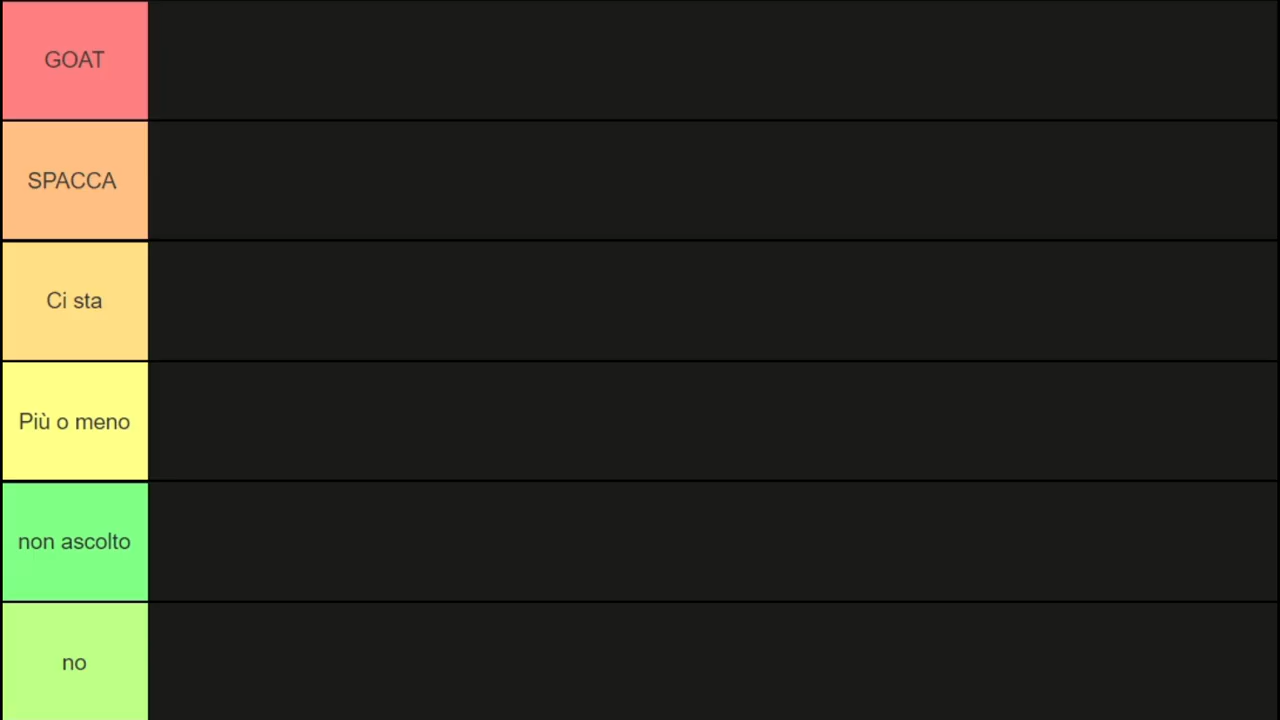 GOAT
SPACCA
Ci sta
Più o meno
non ascolto
no